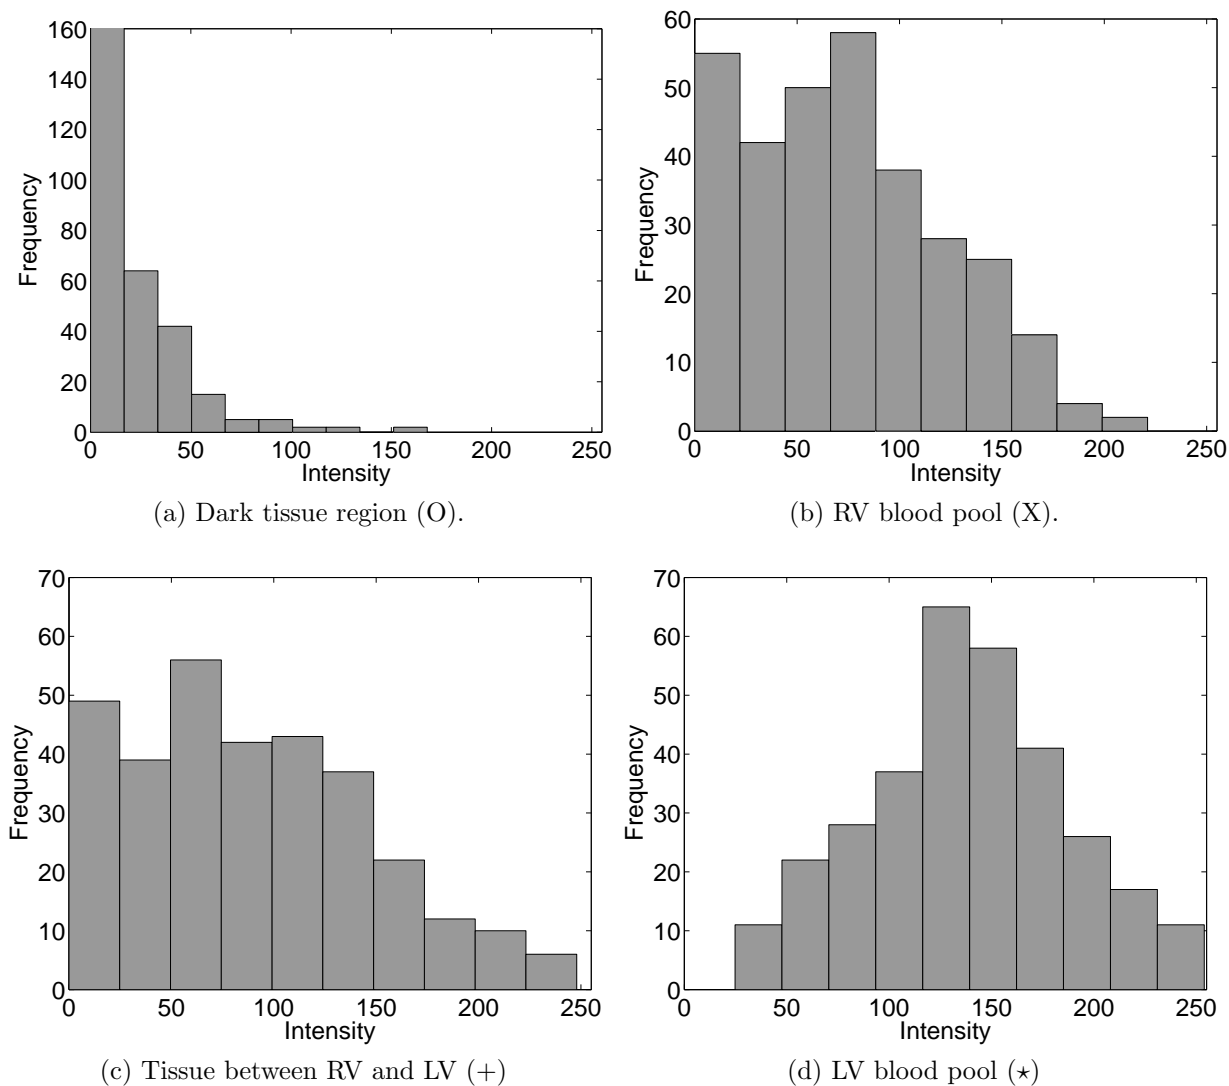 160
140
120
100
80
60
40
20
0
Frequency
0 50 100 150 200 250
Intensity
(a) Dark tissue region (O).
60
50
40
30
20
10
0
Frequency
0 50 100 150 200 250
Intensity
(b) RV blood pool (X).
70
60
50
40
30
20
10
0
Frequency
0 50 100 150 200 250
Intensity
(c) Tissue between RV and LV (+)
70
60
50
40
30
20
10
0
Frequency
0 50 100 150 200 250
Intensity
(d) LV blood pool (⋆)